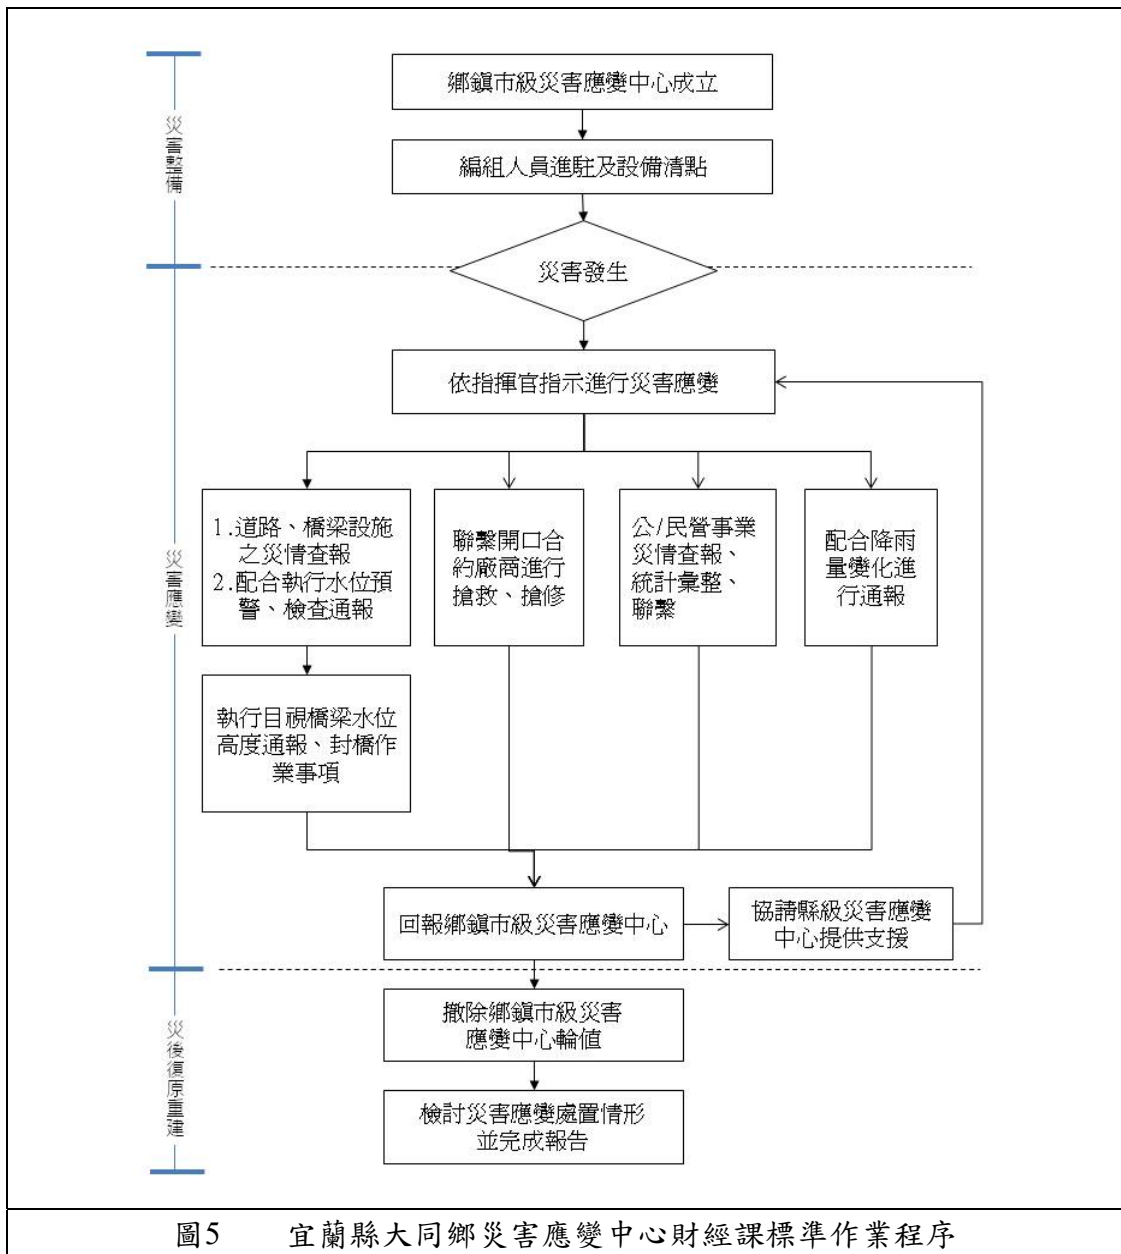 鄉鎮市級災害應變中心成立
災害整備
編組人員進駐及設備清點
災害發生
依指揮官指示進行災害應變
災害應變
1.道路、橋梁設施
之災情查報
2.配合執行水位預
警、檢查通報
聯繫開口合
約廠商進行
搶救、搶修
公/民營事業
災情查報、
統計彙整、
聯繫
配合降雨
量變化進
行通報
執行目視橋梁水位
高度通報、封橋作
業事項
回報鄉鎮市級災害應變中心
協請縣級災害應變
中心提供支援
災後復原重建
撤除鄉鎮市級災害
應變中心輪值
檢討災害應變處置情形
並完成報告
圖5 宜蘭縣大同鄉災害應變中心財經課標準作業程序